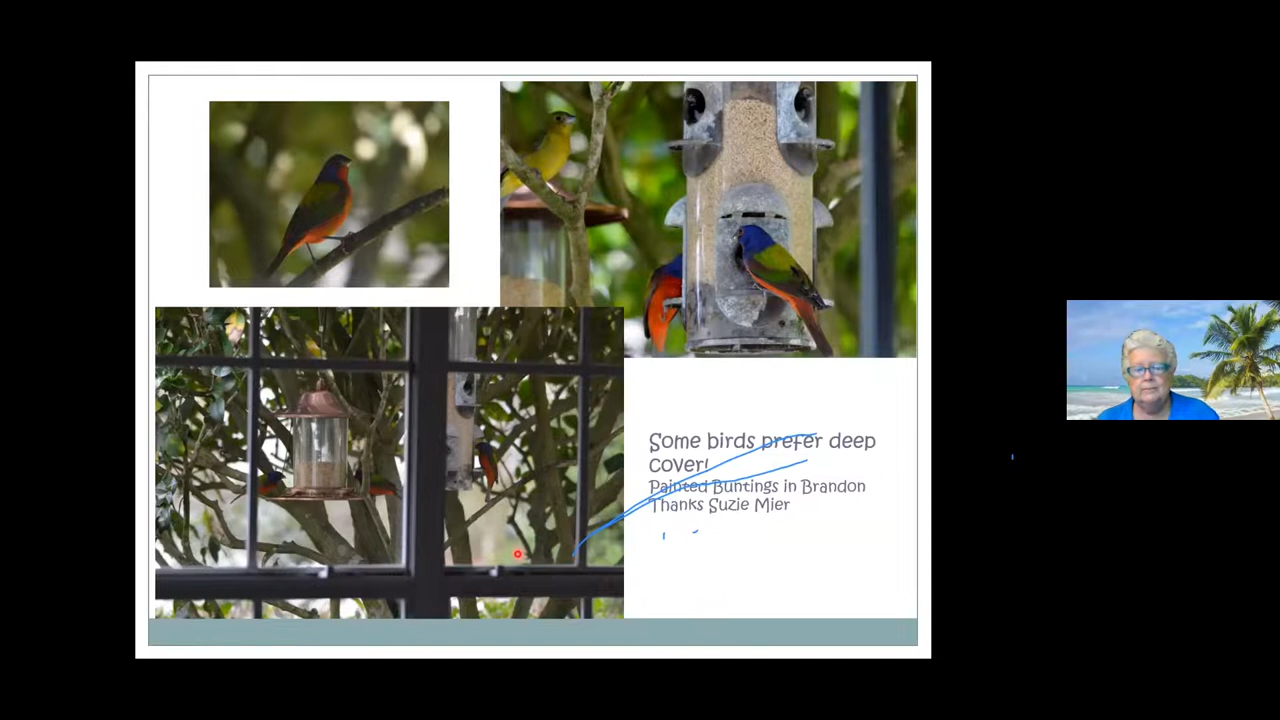 Some birds prefer deep
cover!
Painted Buntings in Brandon
Thanks Suzie Mier